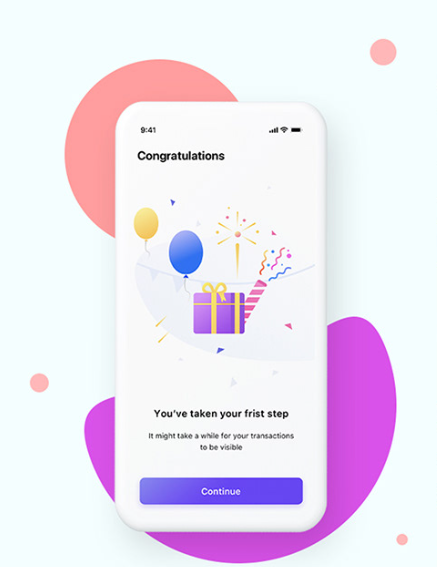 9:41
Congratulations
You've taken your frist step
It might take a while for your transactions
to be visible
Continue